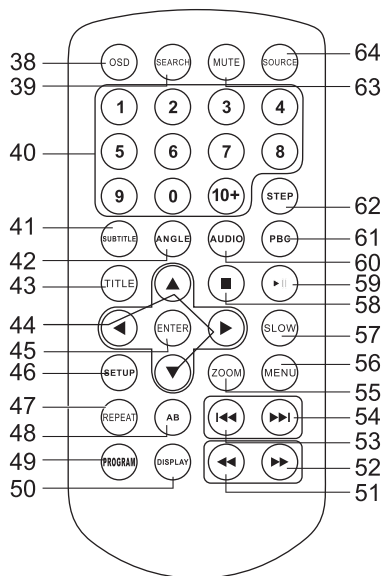 38 OSD SEARCH MUTE SOURCE 64
39 63
1 2 3 4
40 5 6 7 8
9 0 10+ STEP
41 62
SUBTITLE ANGLE AUDIO PBC 61
42 60
43 TITLE 59
58
44
ENTER SLOW 57
45
46 SETUP ZOOM MENU 56
55
47
REPEAT AB 54
48 53
49 PROGRAM DISPLAY 52
50 51